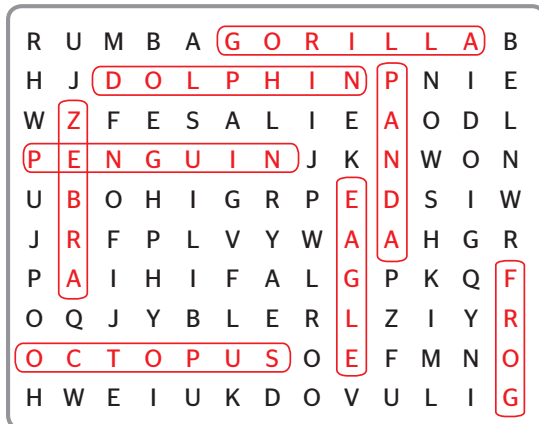 R U M B A G O R I L L A B
H J D O L P H I N P N I E
W Z F E S A L I E A O D L
P E N G U I N J K N W O N
U B O H I G R P E D S I W
J R F P L V Y W A A H G R
P A I H I F A L G P K Q F
O Q J Y B L E R L Z I Y R
O C T O P U S O E F M N O
H W E I U K D O V U L I G